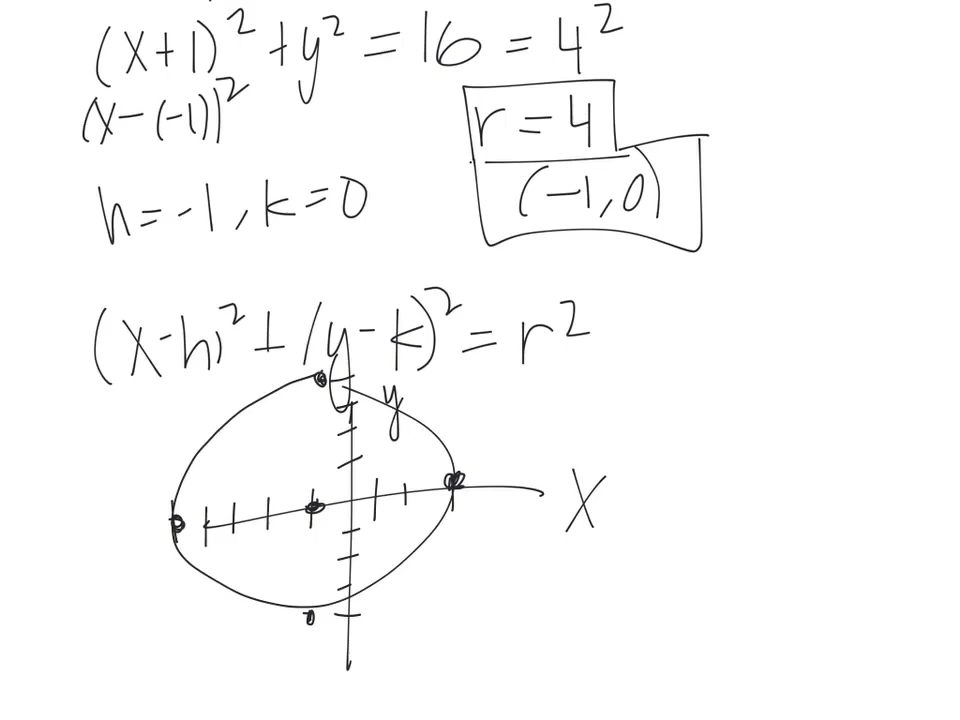 (x+1)² + y² = 16 = 4²
(x-(-1))²
r = 4
(-1,0)
h=-1, k=0
(x-h)² + (y-k)² = r²
y
X